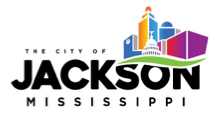 THE CITY OF
JACKSON
MISSISSIPPI